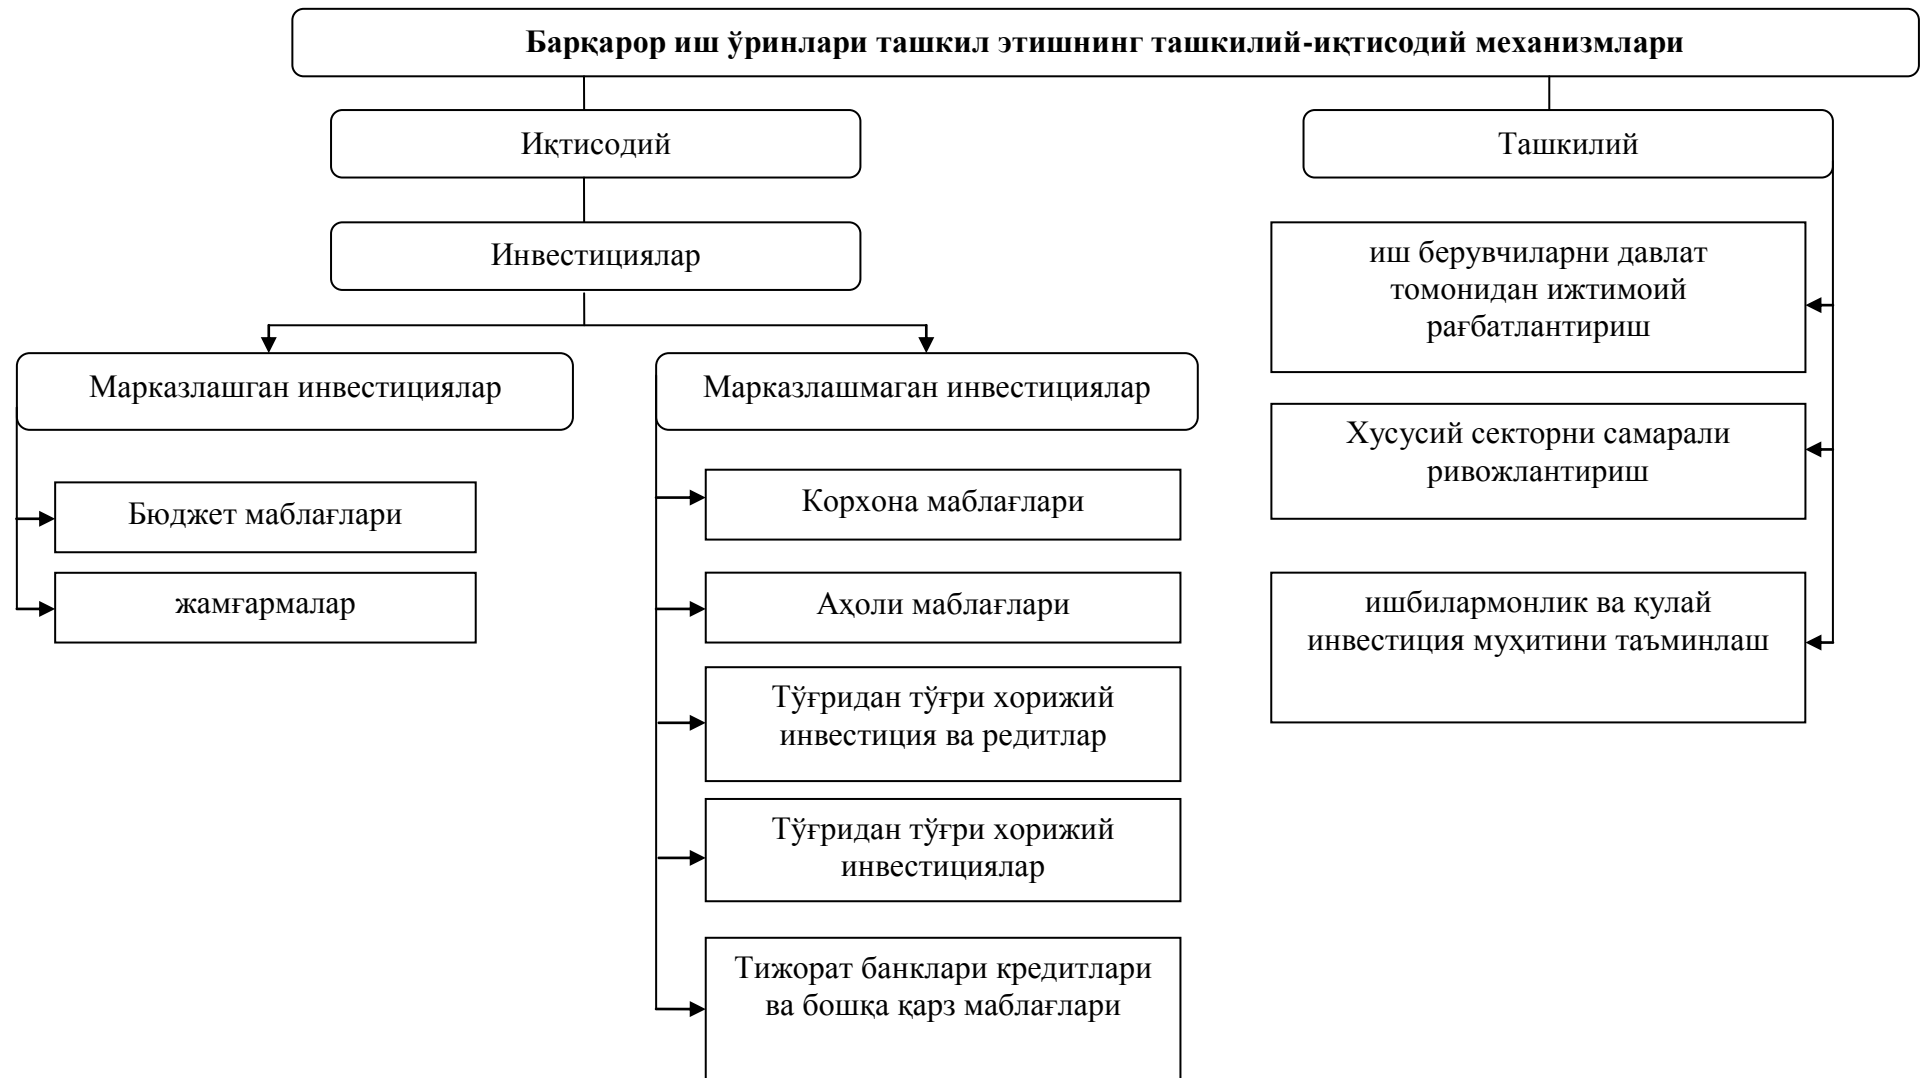 Барқарор иш ўринлари ташкил этишнинг ташкилий-иқтисодий механизмлари
Иқтисодий
Ташкилий
Инвестициялар
иш берувчиларни давлат
томонидан ижтимоий
рағбатлантириш
Марказлашган инвестициялар
Марказлашмаган инвестициялар
Хусусий секторни самарали
ривожлантириш
Бюджет маблағлари
Корхона маблағлари
жамғармалар
Аҳоли маблағлари
ишбилармонлик ва қулай
инвестиция муҳитини таъминлаш
Тўғридан тўғри хорижий
инвестиция ва редитлар
Тўғридан тўғри хорижий
инвестициялар
Тижорат банклари кредитлари
ва бошқа қарз маблағлари